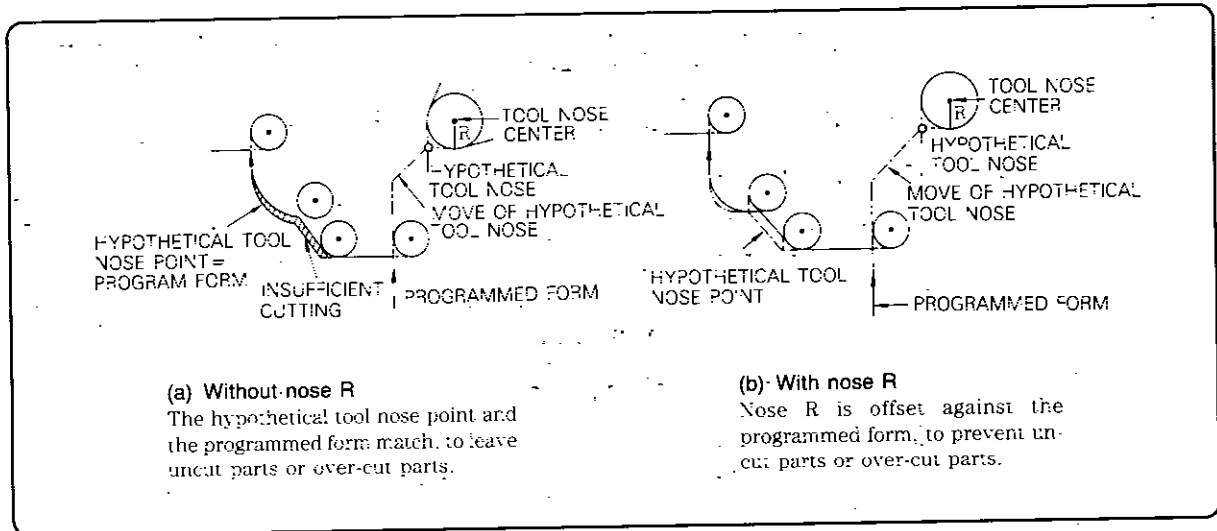 TOOL NOSE
CENTER
R
HYPOTHETICAL
TOOL NOSE
MOVE OF HYPOTHETICAL
TOOL NOSE
HYPOTHETICAL TOOL
NOSE POINT=
PROGRAM FORM
INSUFFICIENT
CUTTING
PROGRAMMED FORM
(a) Without nose R
The hypothetical tool nose point and
the programmed form match, to leave
uncut parts or over-cut parts.
TOOL NOSE
CENTER
R
HYPOTHETICAL
TOOL NOSE
MOVE OF HYPOTHETICAL
TOOL NOSE
HYPOTHETICAL TOOL
NOSE POINT
PROGRAMMED FORM
(b) With nose R
Nose R is offset against the
programmed form, to prevent un-
cut parts or over-cut parts.